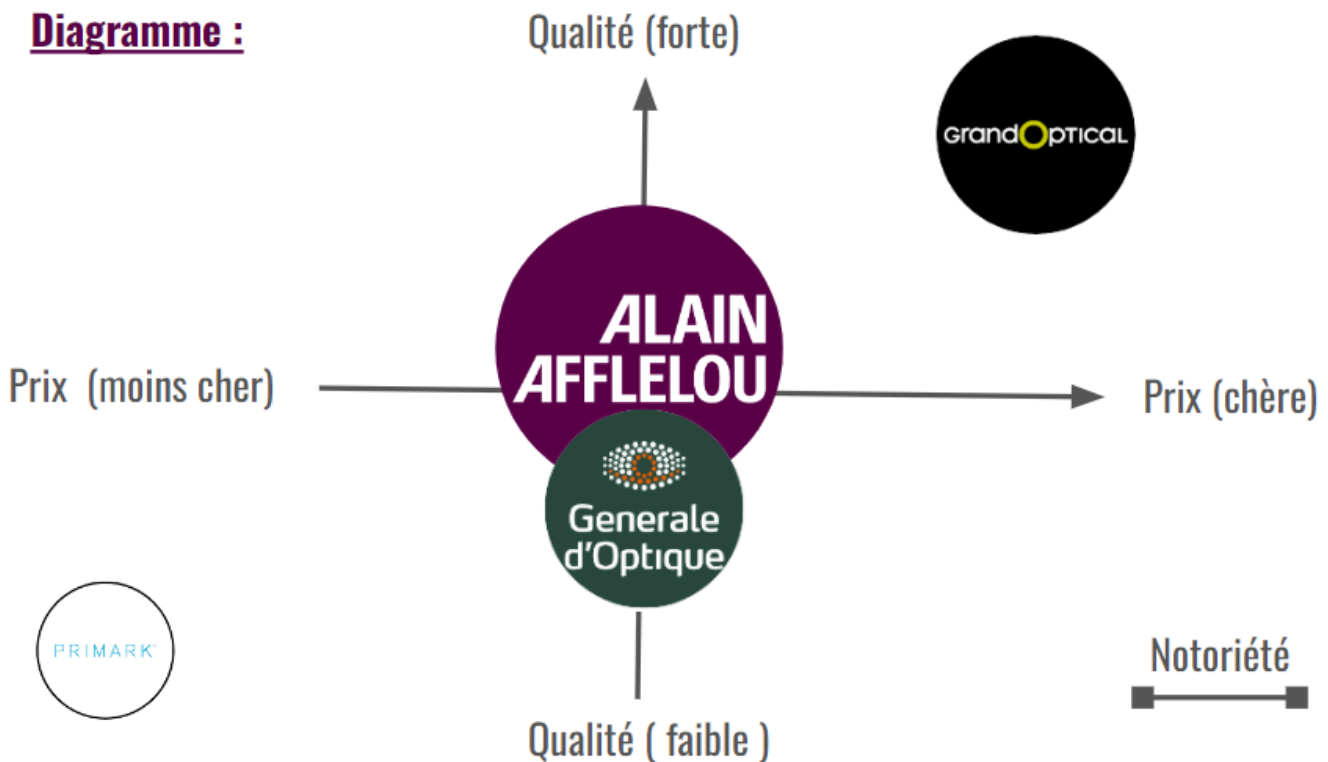 Diagramme :
Qualité (forte)
GrandOptical
ALAIN
AFFLELOU
Prix (moins cher)
Prix (chère)
Generale
d'Optique
PRIMARK
Notoriété
Qualité ( faible )